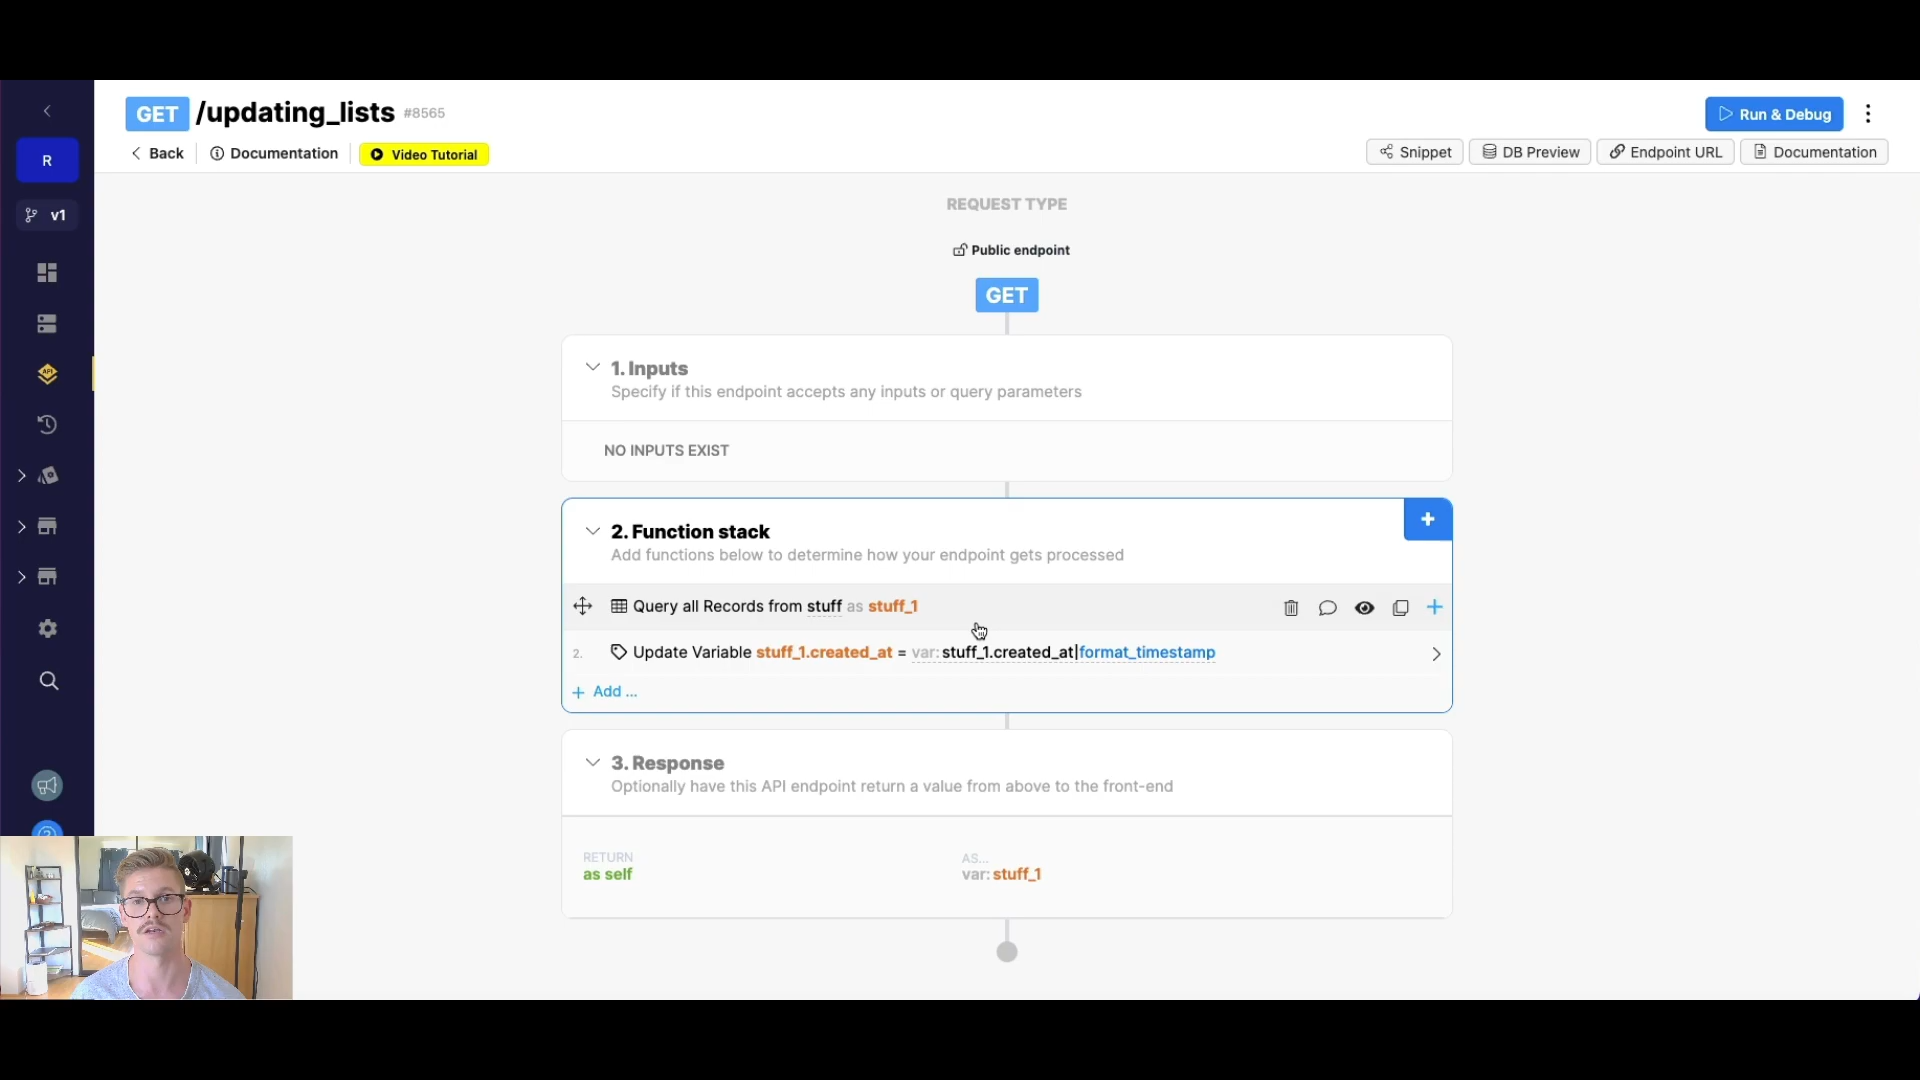 GET /updating_lists #8565
Run & Debug
Back
Documentation
Video Tutorial
Snippet
DB Preview
Endpoint URL
Documentation
R
v1
REQUEST TYPE
Public endpoint
GET
1. Inputs
Specify if this endpoint accepts any inputs or query parameters
NO INPUTS EXIST
2. Function stack
Add functions below to determine how your endpoint gets processed
Query all Records from stuff as stuff_1
2. Update Variable stuff_1.created_at = var:stuff_1.created_at|format_timestamp
+ Add ...
3. Response
Optionally have this API endpoint return a value from above to the front-end
RETURN
as self
AS...
var: stuff_1
API